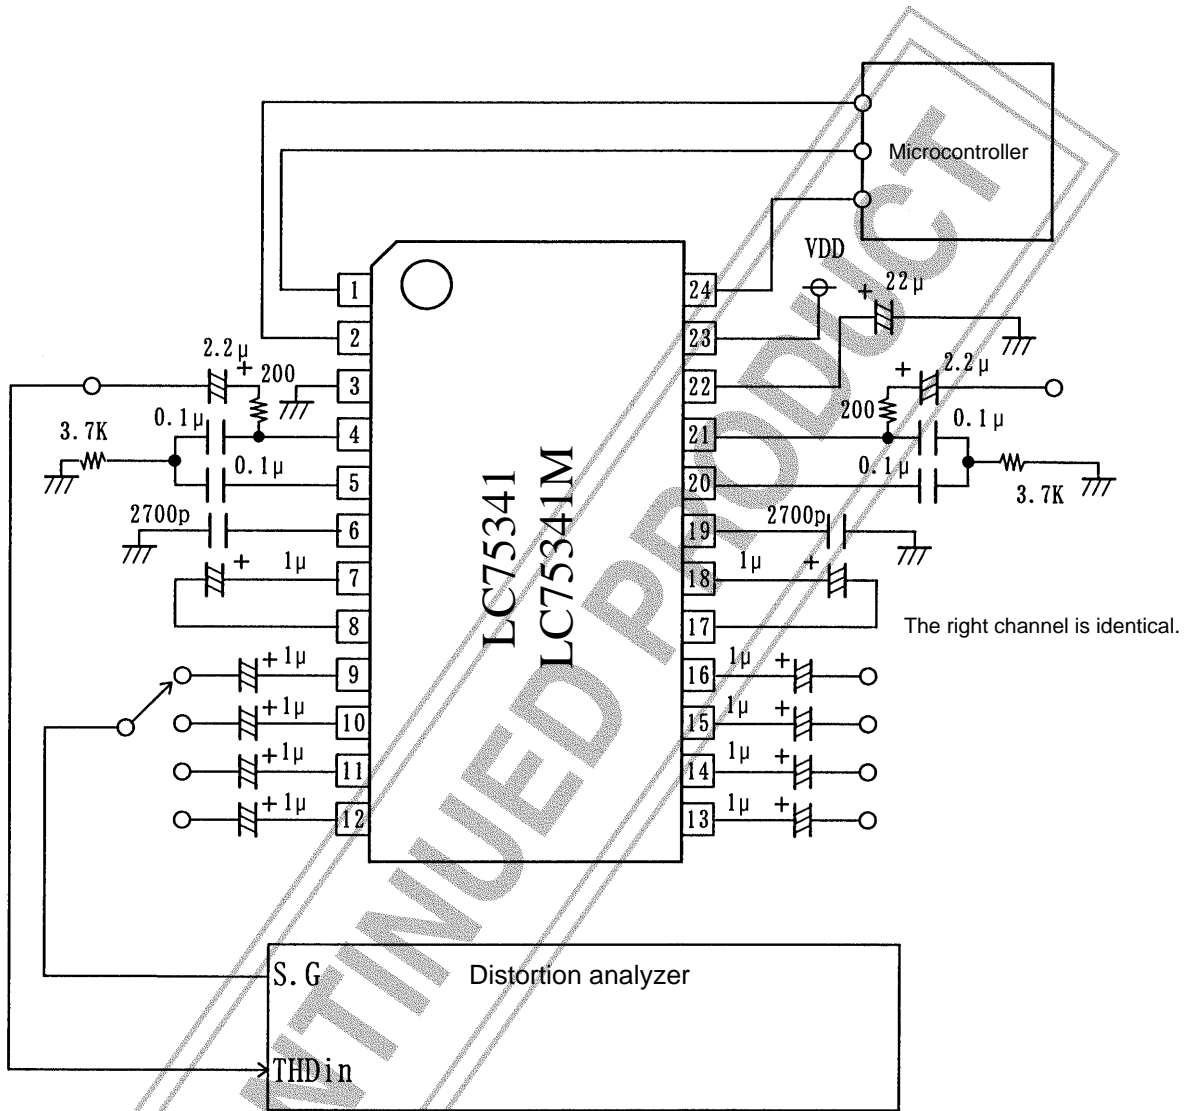 Microcontroller
VDD
22μ
+
1
24
2
23
2.2μ
+
200
3
22
+
2.2μ
200
0.1μ
4
21
0.1μ
3.7K
0.1μ
5
20
0.1μ
3.7K
2700p
6
19
2700p
+
1μ
7
18
1μ
+
8
17
The right channel is identical.
+1μ
9
16
1μ
+
+1μ
10
15
1μ
+
+1μ
11
14
1μ
+
+1μ
12
13
1μ
+
LC75341
LC75341M
S.G
Distortion analyzer
THDin
NTINUED PRODUCT